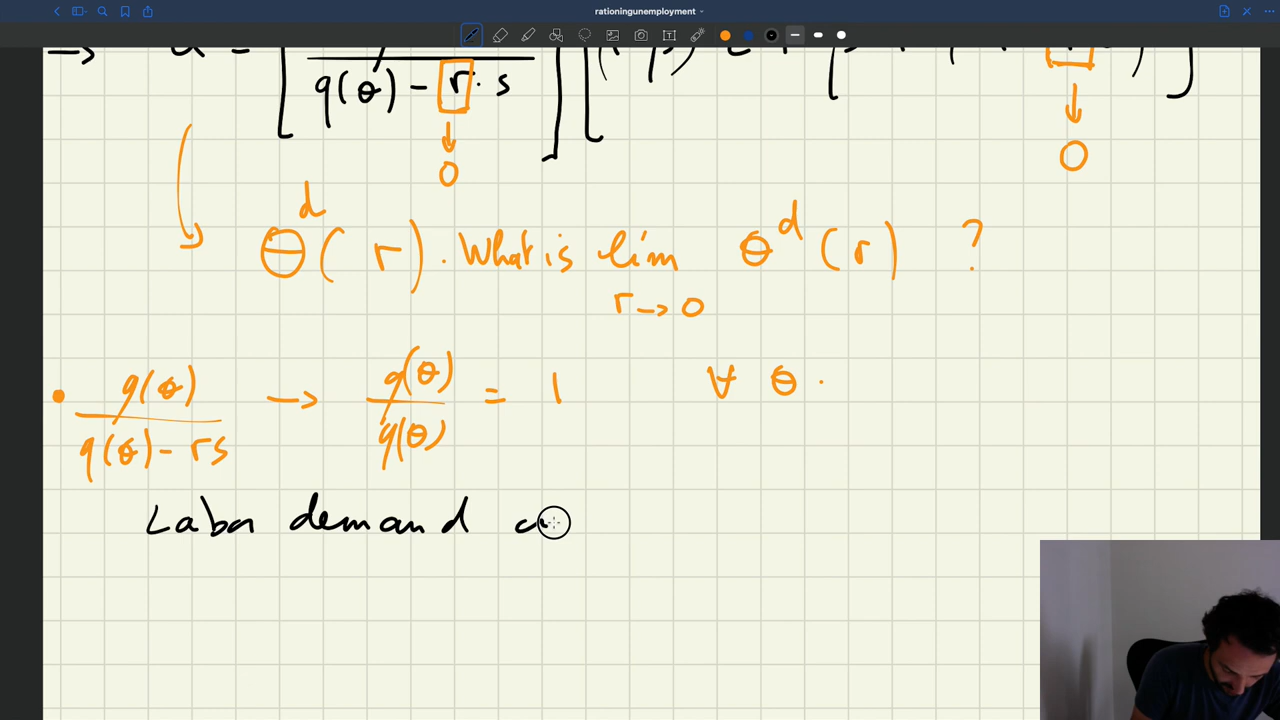 rationingunemployment
q(θ) - r · s
0
0
θ^d (r). What is lim θ^d (r) ?
r → 0
• q(θ) / q(θ) - rs → q(θ) / q(θ) = 1 ∀ θ.
Labor demand